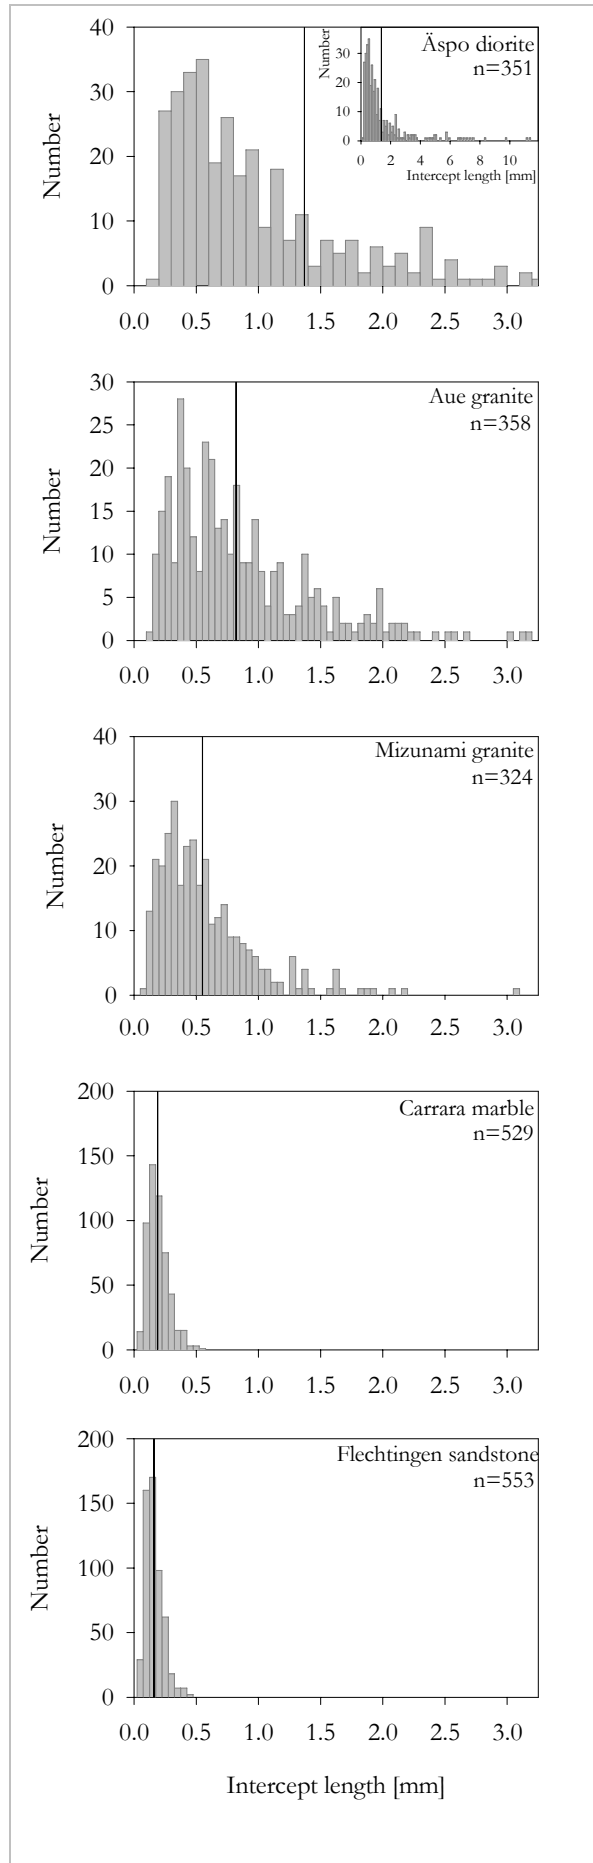 40
30
20
10
0
Number
0.0 0.5 1.0 1.5 2.0 2.5 3.0
Äspo diorite
n=351
30
20
10
0
Number
0 2 4 6 8 10
Intercept length [mm]
30
25
20
15
10
5
0
Number
0.0 0.5 1.0 1.5 2.0 2.5 3.0
Aue granite
n=358
40
30
20
10
0
Number
0.0 0.5 1.0 1.5 2.0 2.5 3.0
Mizunami granite
n=324
200
150
100
50
0
Number
0.0 0.5 1.0 1.5 2.0 2.5 3.0
Carrara marble
n=529
200
150
100
50
0
Number
0.0 0.5 1.0 1.5 2.0 2.5 3.0
Flechtingen sandstone
n=553
Intercept length [mm]